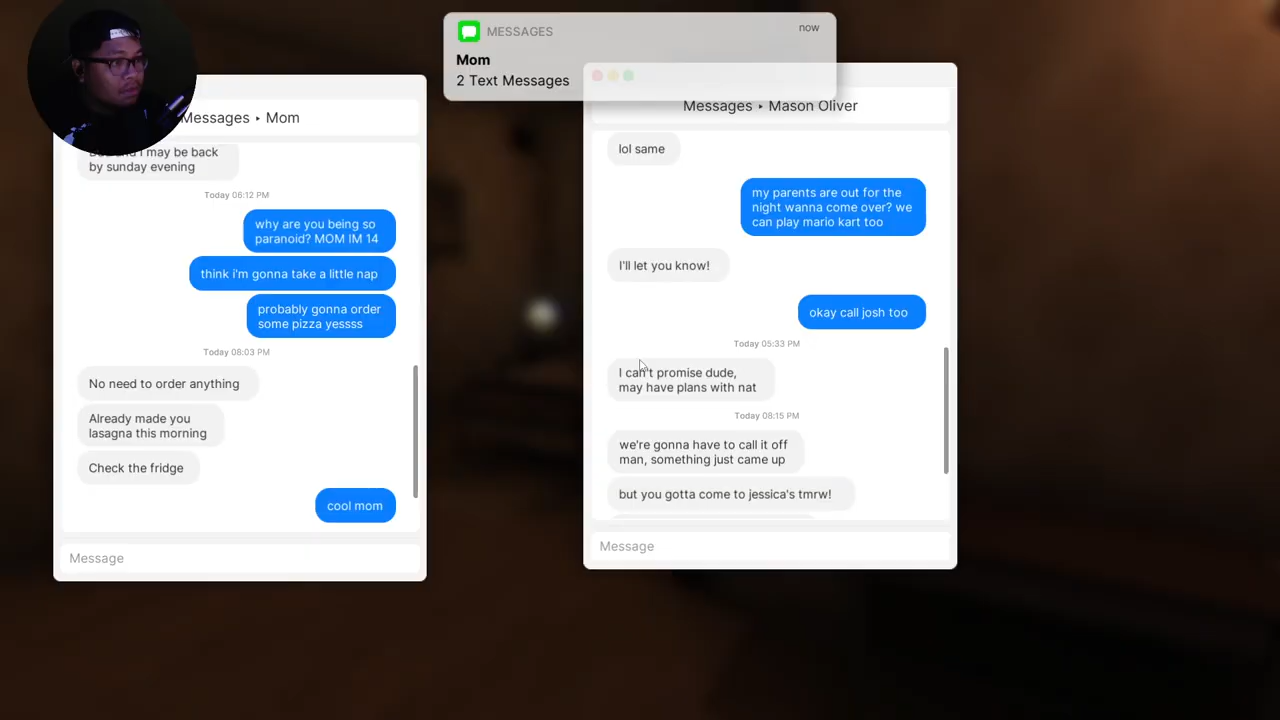 MESSAGES
now
Mom
2 Text Messages
Messages ‣ Mom
I may be back
by sunday evening
Today 06:12 PM
why are you being so
paranoid? MOM IM 14
think i'm gonna take a little nap
probably gonna order
some pizza yessss
Today 08:03 PM
No need to order anything
Already made you
lasagna this morning
Check the fridge
cool mom
Message
Messages ‣ Mason Oliver
lol same
my parents are out for the
night wanna come over? we
can play mario kart too
I'll let you know!
okay call josh too
Today 05:33 PM
I can't promise dude,
may have plans with nat
Today 08:15 PM
we're gonna have to call it off
man, something just came up
but you gotta come to jessica's tmrw!
Message